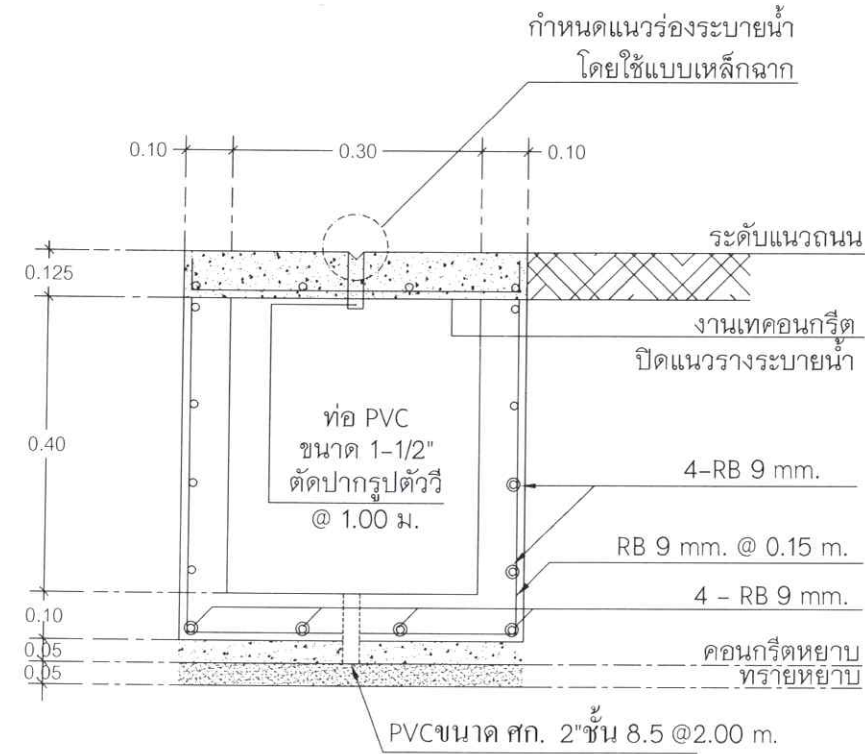 กำหนดแนวร่องระบายน้ำ
โดยใช้แบบเหล็กฉาก
0.10
0.30
0.10
ระดับแนวถนน
0.125
งานเทคอนกรีต
ปิดแนวรางระบายน้ำ
ท่อ PVC
ขนาด 1-1/2"
ตัดปากรูปตัววี
@ 1.00 ม.
0.40
4-RB 9 mm.
RB 9 mm. @ 0.15 m.
4 - RB 9 mm.
0.10
0.05
คอนกรีตหยาบ
0.05
ทรายหยาบ
PVCขนาด ศก. 2"ชั้น 8.5 @2.00 m.